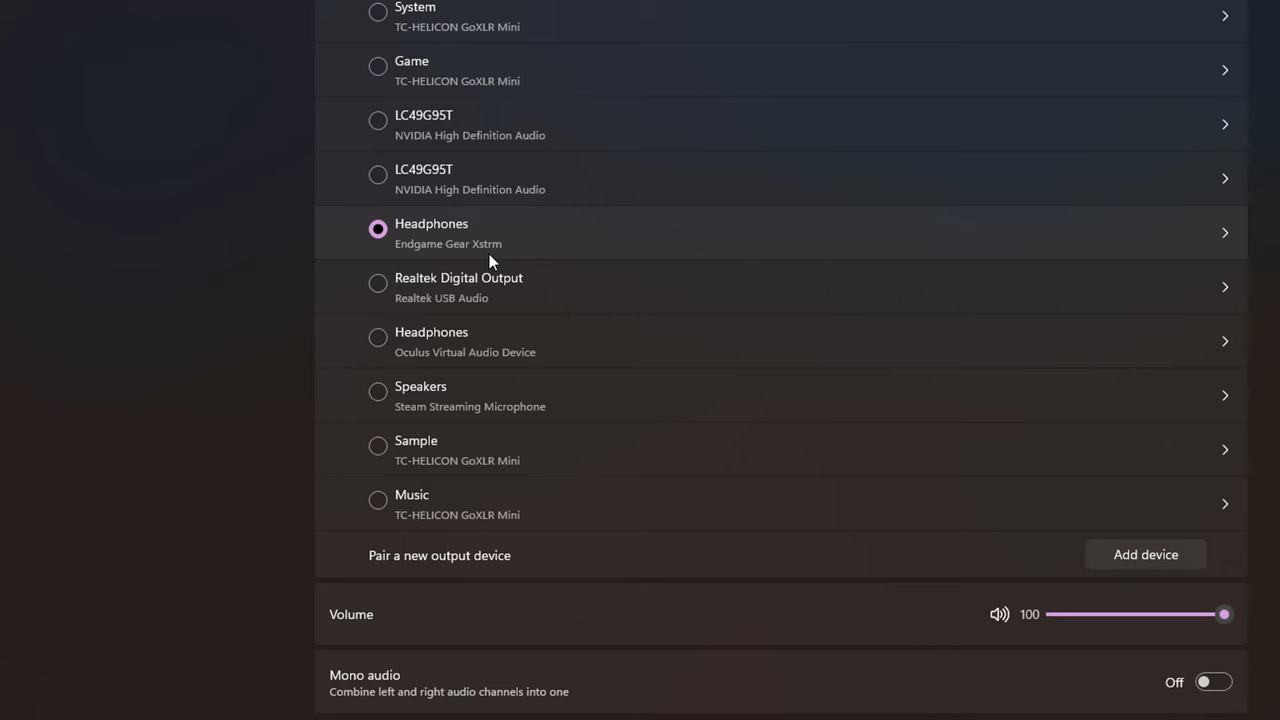 System
TC-HELICON GoXLR Mini
Game
TC-HELICON GoXLR Mini
LC49G95T
NVIDIA High Definition Audio
LC49G95T
NVIDIA High Definition Audio
Headphones
Endgame Gear Xstrm
Realtek Digital Output
Realtek USB Audio
Headphones
Oculus Virtual Audio Device
Speakers
Steam Streaming Microphone
Sample
TC-HELICON GoXLR Mini
Music
TC-HELICON GoXLR Mini
Pair a new output device
Add device
Volume
100
Mono audio
Combine left and right audio channels into one
Off